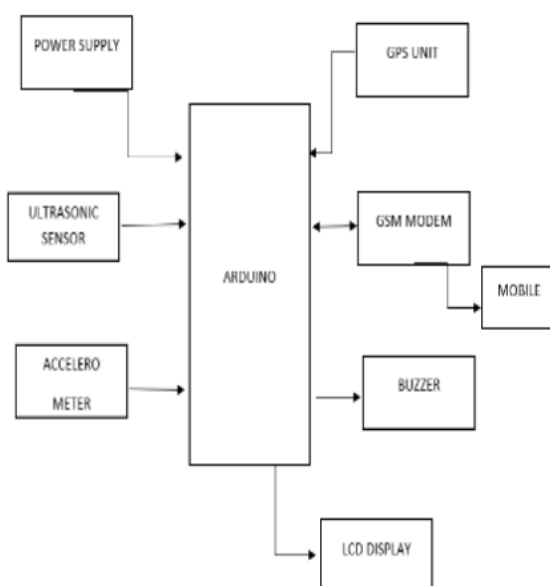 POWER SUPPLY
GPS UNIT
ULTRASONIC
SENSOR
GSM MODEM
ARDUINO
MOBILE
ACCELERO
METER
BUZZER
LCD DISPLAY